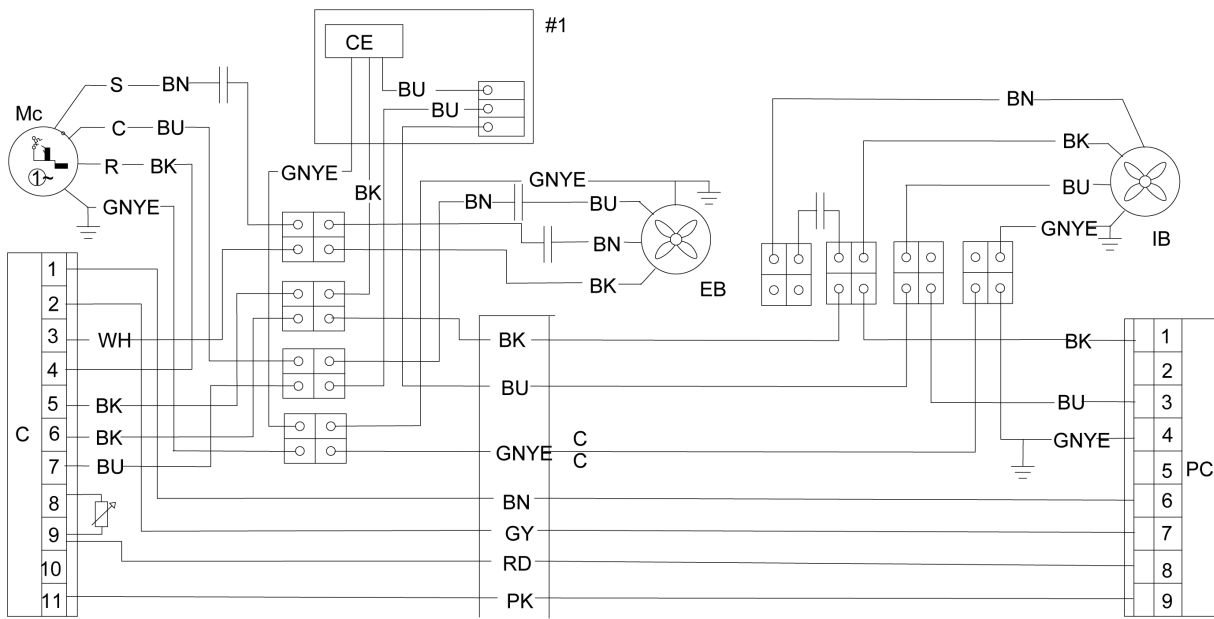 #1
CE
S BN
BU
BN
Mc
C BU
BU
BK
R BK
GNYE
GNYE
BK
BU
GNYE
BN
BU
GNYE
BN
IB
1
BK
EB
2
3 WH
BK
BK
1
4
2
BU
5 BK
BU
3
C
6 BK
C
GNYE
4
GNYE
C
7 BU
5 PC
8
BN
6
9
GY
7
10
RD
8
11
PK
9
1~